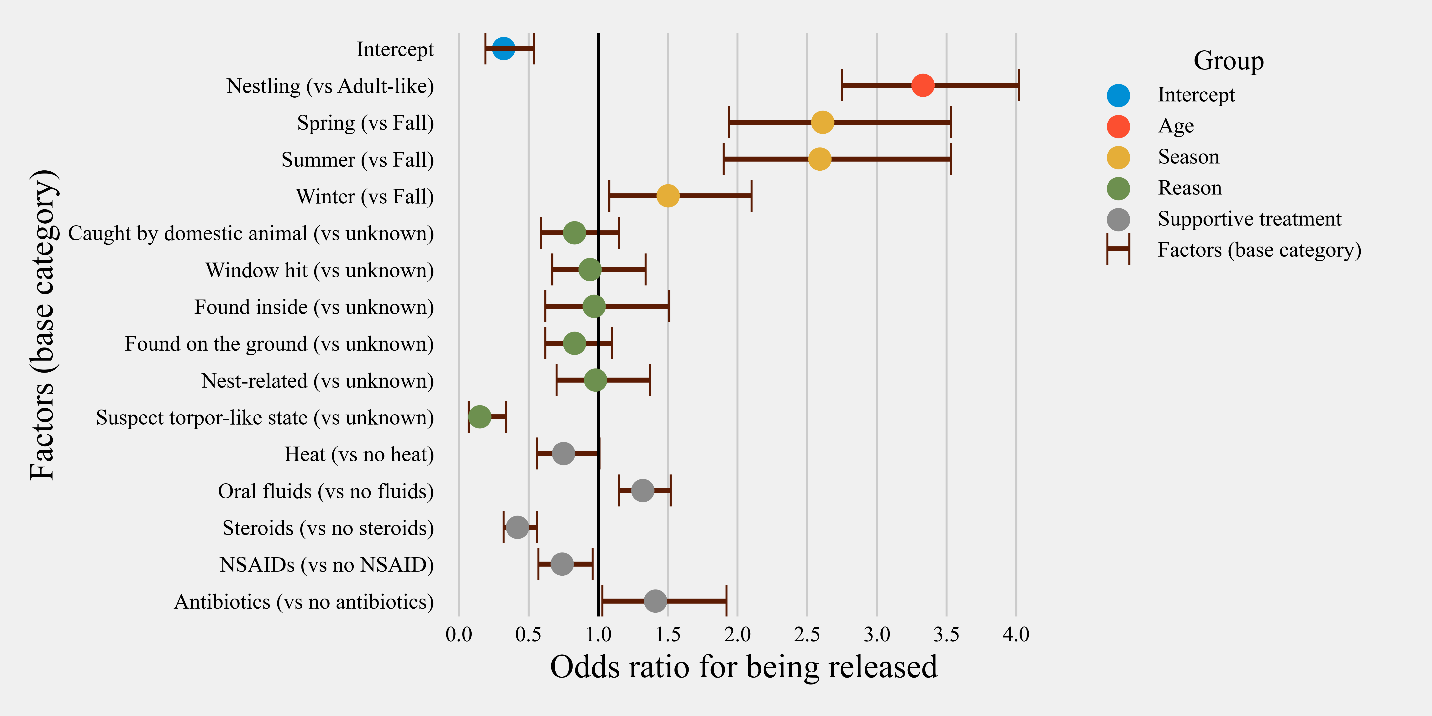 Intercept
Nestling (vs Adult-like)
Spring (vs Fall)
Summer (vs Fall)
Winter (vs Fall)
Caught by domestic animal (vs unknown)
Window hit (vs unknown)
Found inside (vs unknown)
Found on the ground (vs unknown)
Nest-related (vs unknown)
Suspect torpor-like state (vs unknown)
Heat (vs no heat)
Oral fluids (vs no fluids)
Steroids (vs no steroids)
NSAIDs (vs no NSAID)
Antibiotics (vs no antibiotics)
Factors (base category)
0.0 0.5 1.0 1.5 2.0 2.5 3.0 3.5 4.0
Odds ratio for being released
Group
Intercept
Age
Season
Reason
Supportive treatment
Factors (base category)